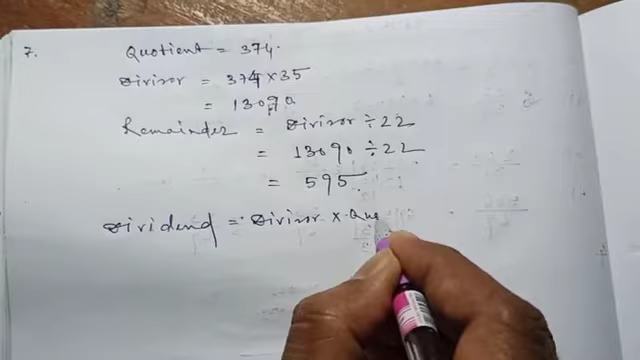 7. Quotient = 374.
Divisor = 374 × 35
= 13090
Remainder = Divisor ÷ 22
= 13090 ÷ 22
= 595.
Dividend = Divisor × Quo